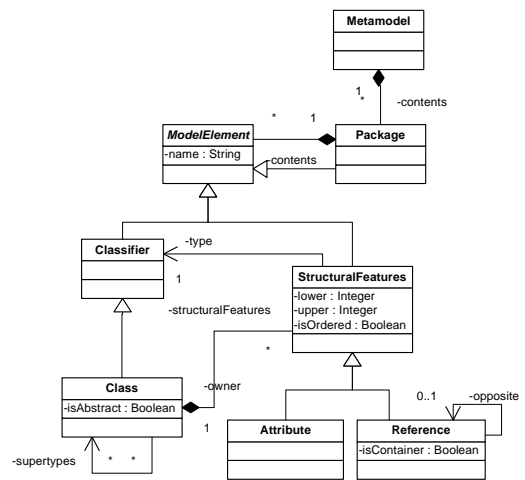 Metamodel
1
*
-contents
*
1
ModelElement
Package
-name : String
-contents
Classifier
-type
1
StructuralFeatures
-lower : Integer
-upper : Integer
-isOrdered : Boolean
-structuralFeatures
*
Class
-isAbstract : Boolean
-owner
1
0..1
-opposite
Attribute
Reference
-isContainer : Boolean
-supertypes
*
*